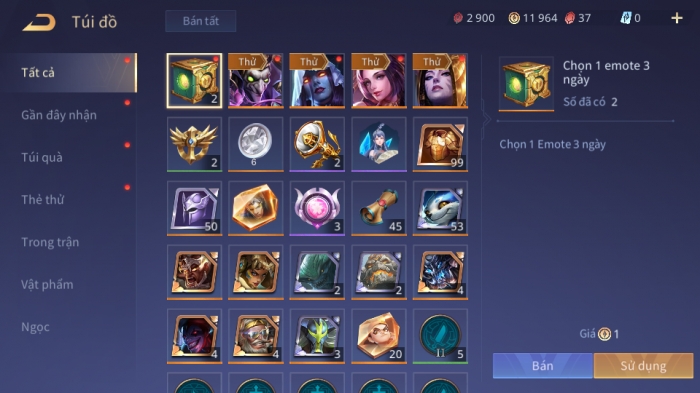 Túi đồ
Bán tất
2 900
11 964
37
0
+
Tất cả
Gần đây nhận
Túi quà
Thẻ thử
Trong trận
Vật phẩm
Ngọc
2
Thử
Thử
Thử
Thử
2
6
2
2
99
50
3
45
53
2
2
4
4
4
3
20
II
5
Chọn 1 emote 3
ngày
Số đã có 2
Chọn 1 Emote 3 ngày
Giá 1
Bán
Sử dụng